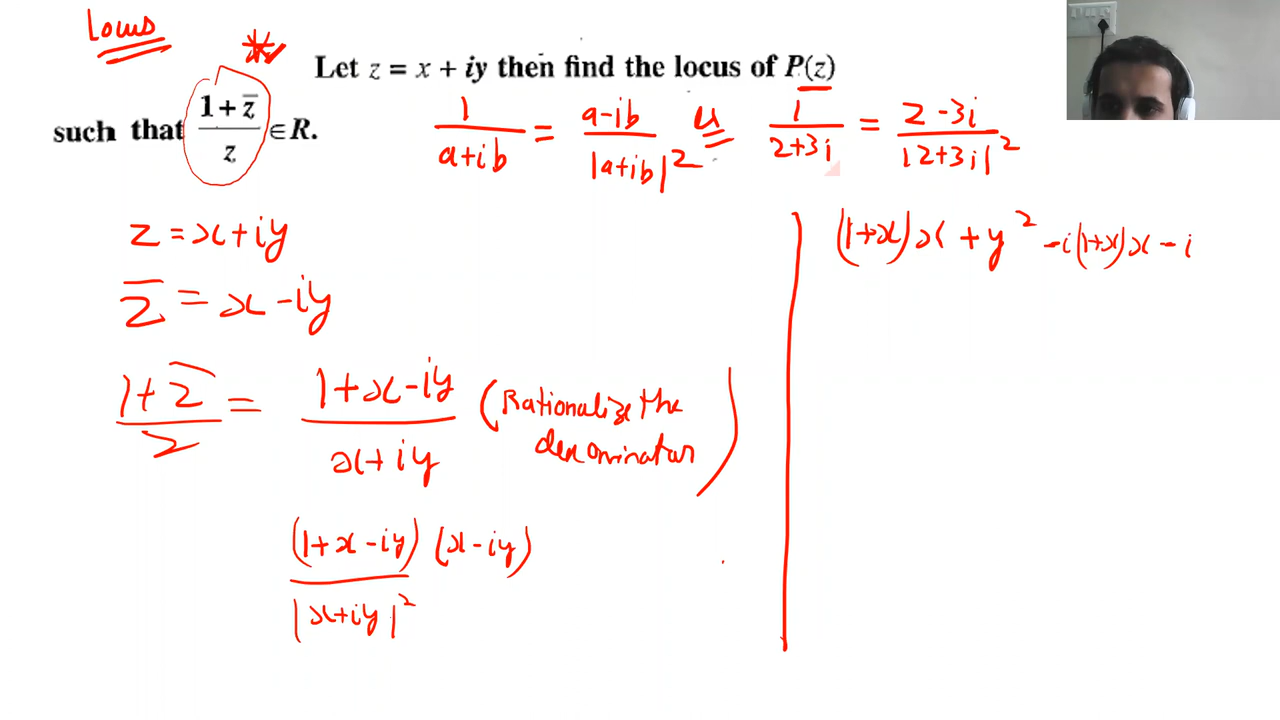 Locus
Let z = x + iy then find the locus of P(z)
such that (1 + z̅)/z ∈ R.
1/(a+ib) = (a-ib)/|a+ib|² 1/(2+3i) = (2-3i)/|2+3i|²
z = x+iy
z̅ = x-iy
(1+z̅)/z = (1+x-iy)/(x+iy) (Rationalize the
denominator)
(1+x-iy)(x-iy)
|x+iy|²
(1+x)x + y² -i(1+x)x - i